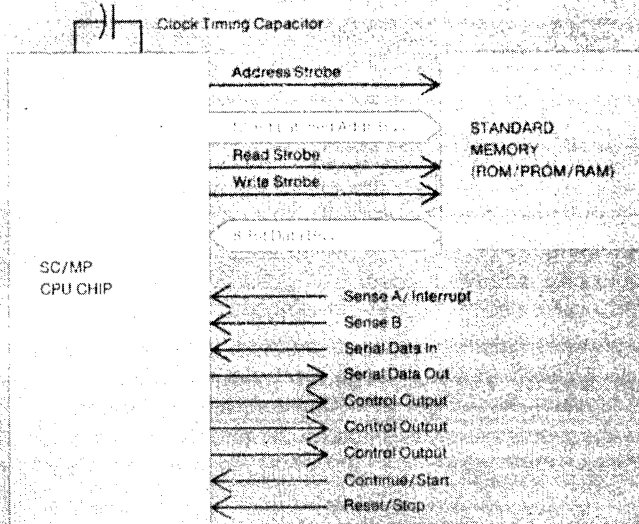 Clock Timing Capacitor
Address Strobe
STANDARD
MEMORY
(ROM/PROM/RAM)
Read Strobe
Write Strobe
SC/MP
CPU CHIP
Sense A/Interrupt
Sense B
Serial Data In
Serial Data Out
Control Output
Control Output
Control Output
Continue/Start
Reset/Stop